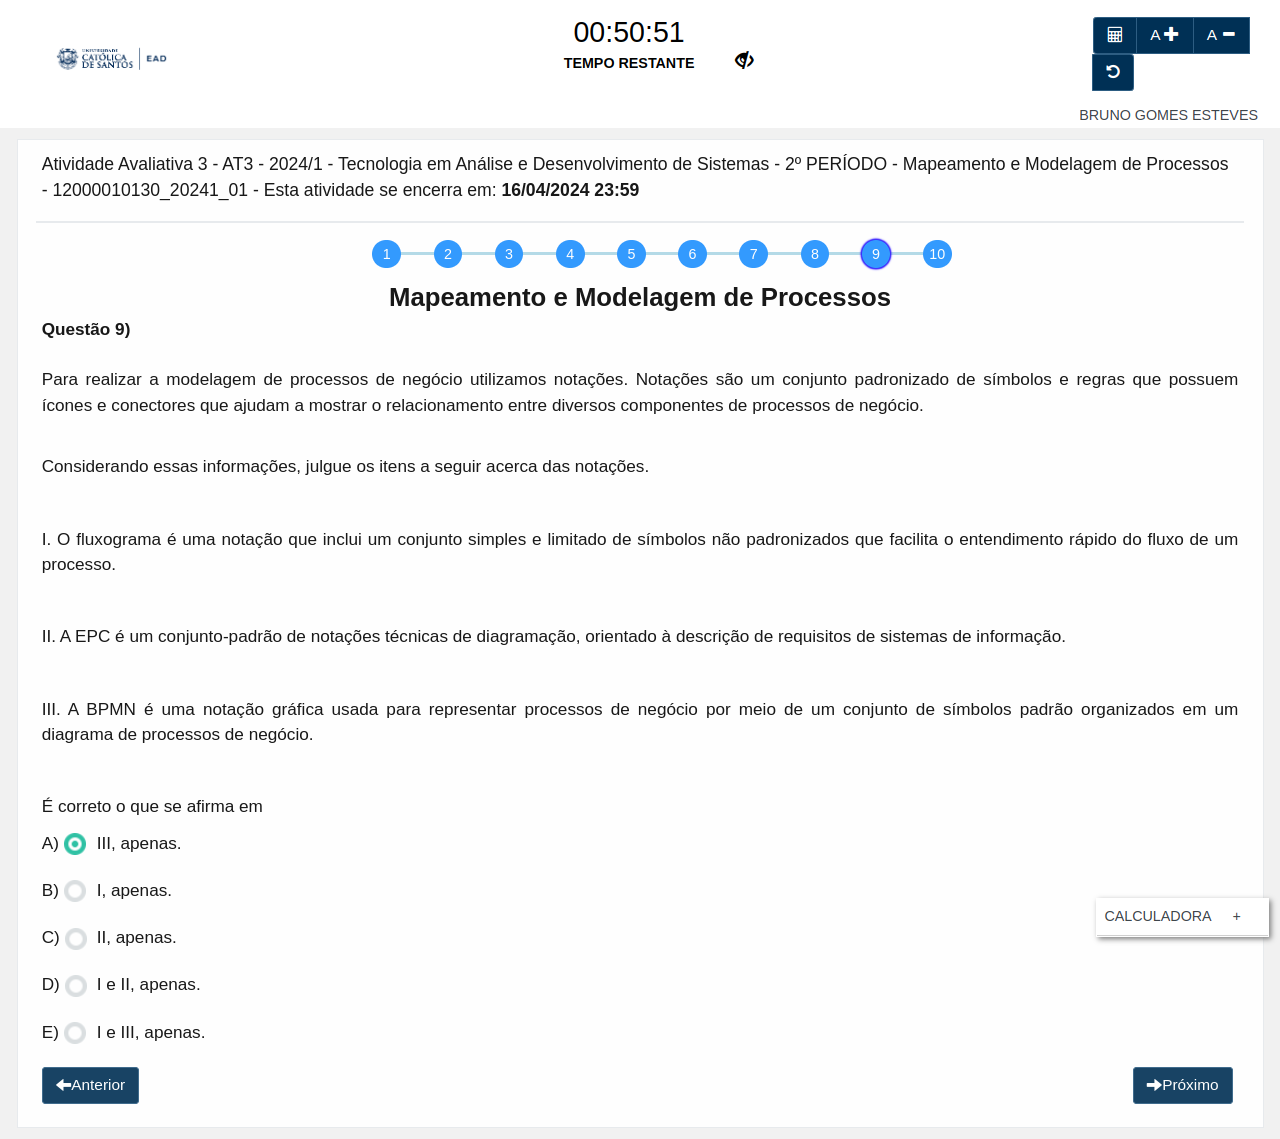 00:50:51
TEMPO RESTANTE
UNIVERSIDADE
CATÓLICA
DE SANTOS
EAD
A
A
BRUNO GOMES ESTEVES
Atividade Avaliativa 3 - AT3 - 2024/1 - Tecnologia em Análise e Desenvolvimento de Sistemas - 2º PERÍODO - Mapeamento e Modelagem de Processos
- 12000010130_20241_01 - Esta atividade se encerra em: 16/04/2024 23:59
1 2 3 4 5 6 7 8 9 10
Mapeamento e Modelagem de Processos
Questão 9)
Para realizar a modelagem de processos de negócio utilizamos notações. Notações são um conjunto padronizado de símbolos e regras que possuem
ícones e conectores que ajudam a mostrar o relacionamento entre diversos componentes de processos de negócio.
Considerando essas informações, julgue os itens a seguir acerca das notações.
I. O fluxograma é uma notação que inclui um conjunto simples e limitado de símbolos não padronizados que facilita o entendimento rápido do fluxo de um
processo.
II. A EPC é um conjunto-padrão de notações técnicas de diagramação, orientado à descrição de requisitos de sistemas de informação.
III. A BPMN é uma notação gráfica usada para representar processos de negócio por meio de um conjunto de símbolos padrão organizados em um
diagrama de processos de negócio.
É correto o que se afirma em
A) III, apenas.
B) I, apenas.
C) II, apenas.
D) I e II, apenas.
E) I e III, apenas.
CALCULADORA +
Anterior
Próximo